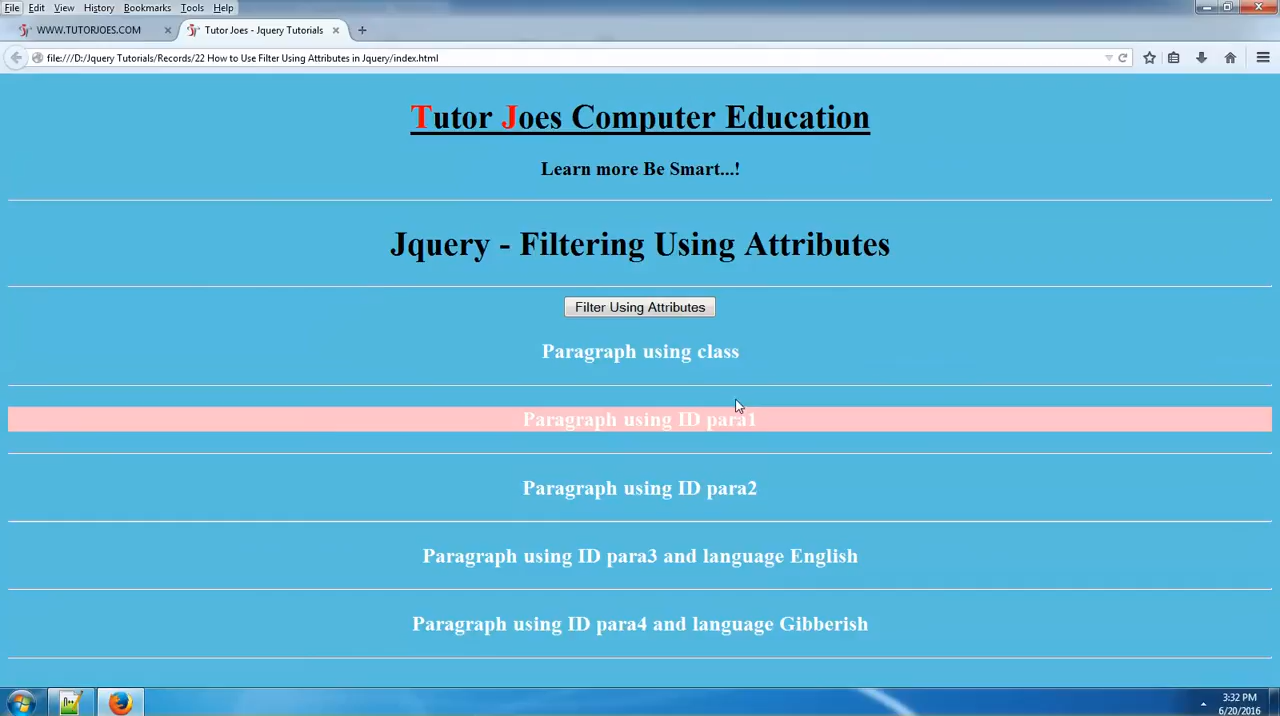 File Edit View History Bookmarks Tools Help
WWW.TUTORJOES.COM
Tutor Joes - Jquery Tutorials
file:///D:/Jquery Tutorials/Records/22 How to Use Filter Using Attributes in Jquery/index.html
Tutor Joes Computer Education
Learn more Be Smart...!
Jquery - Filtering Using Attributes
Filter Using Attributes
Paragraph using class
Paragraph using ID para1
Paragraph using ID para2
Paragraph using ID para3 and language English
Paragraph using ID para4 and language Gibberish
3:32 PM
6/20/2016